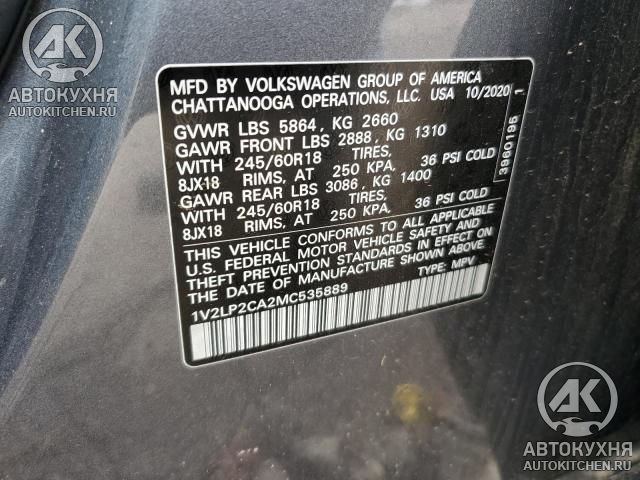 AK
АВТОКУХНЯ
AUTOKITCHEN.RU
MFD BY VOLKSWAGEN GROUP OF AMERICA
CHATTANOOGA OPERATIONS, LLC. USA 10/2020
GVWR LBS 5864, KG 2660
GAWR FRONT LBS 2888, KG 1310
WITH 245/60R18 TIRES,
8JX18 RIMS, AT 250 KPA, 36 PSI COLD
GAWR REAR LBS 3086, KG 1400
WITH 245/60R18 TIRES,
8JX18 RIMS, AT 250 KPA, 36 PSI COLD
THIS VEHICLE CONFORMS TO ALL APPLICABLE
U.S. FEDERAL MOTOR VEHICLE SAFETY AND
THEFT PREVENTION STANDARDS IN EFFECT ON
THE DATE OF MANUFACTURE SHOWN ABOVE.
1V2LP2CA2MC535889 TYPE: MPV
3960195 1
AK
АВТОКУХНЯ
AUTOKITCHEN.RU